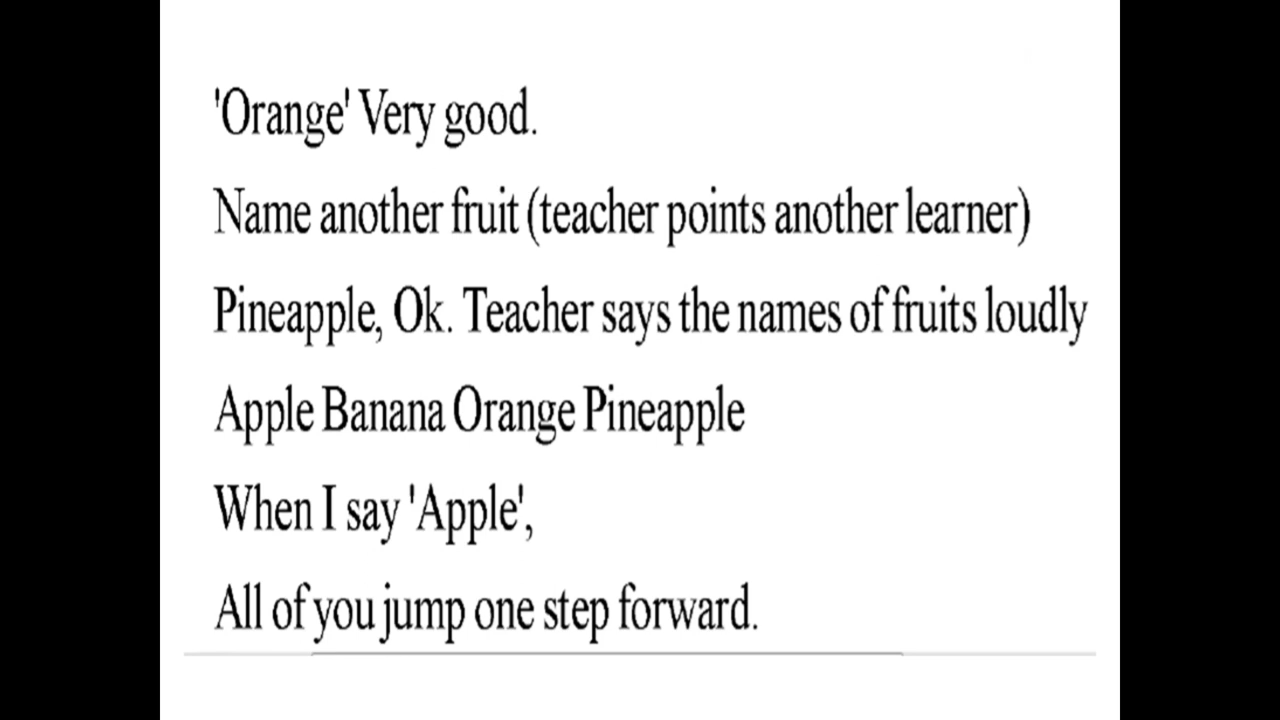 'Orange' Very good.
Name another fruit (teacher points another learner)
Pineapple, Ok. Teacher says the names of fruits loudly
Apple Banana Orange Pineapple
When I say 'Apple',
All of you jump one step forward.